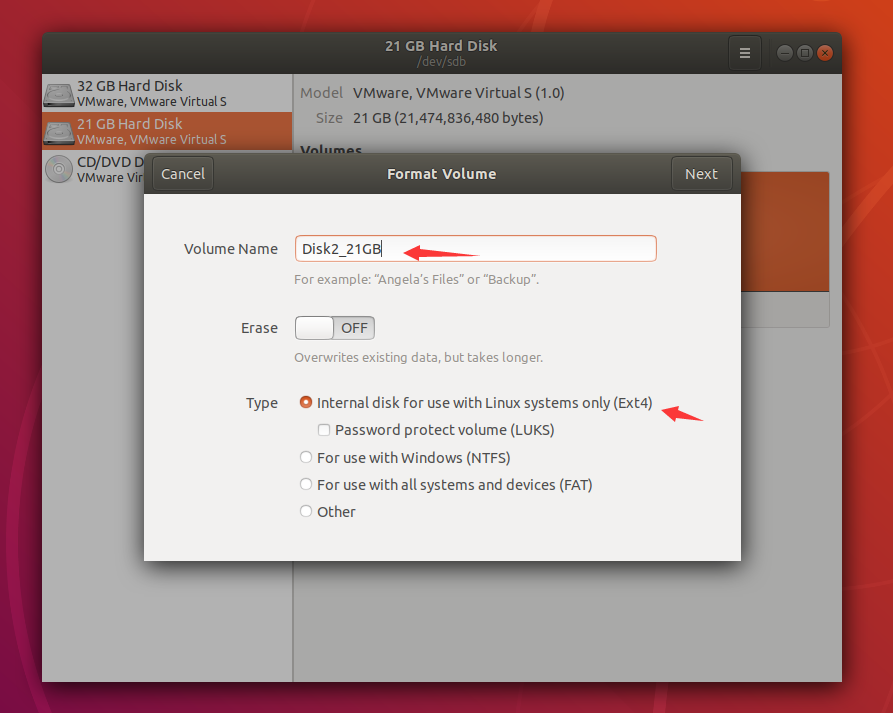 21 GB Hard Disk
/dev/sdb
32 GB Hard Disk
VMware, VMware Virtual S
21 GB Hard Disk
VMware, VMware Virtual S
CD/DVD D
VMware Vir
Model VMware, VMware Virtual S (1.0)
Size 21 GB (21,474,836,480 bytes)
Volumes
Cancel
Format Volume
Next
Volume Name Disk2_21GB
For example: “Angela’s Files” or “Backup”.
Erase OFF
Overwrites existing data, but takes longer.
Type Internal disk for use with Linux systems only (Ext4)
Password protect volume (LUKS)
For use with Windows (NTFS)
For use with all systems and devices (FAT)
Other